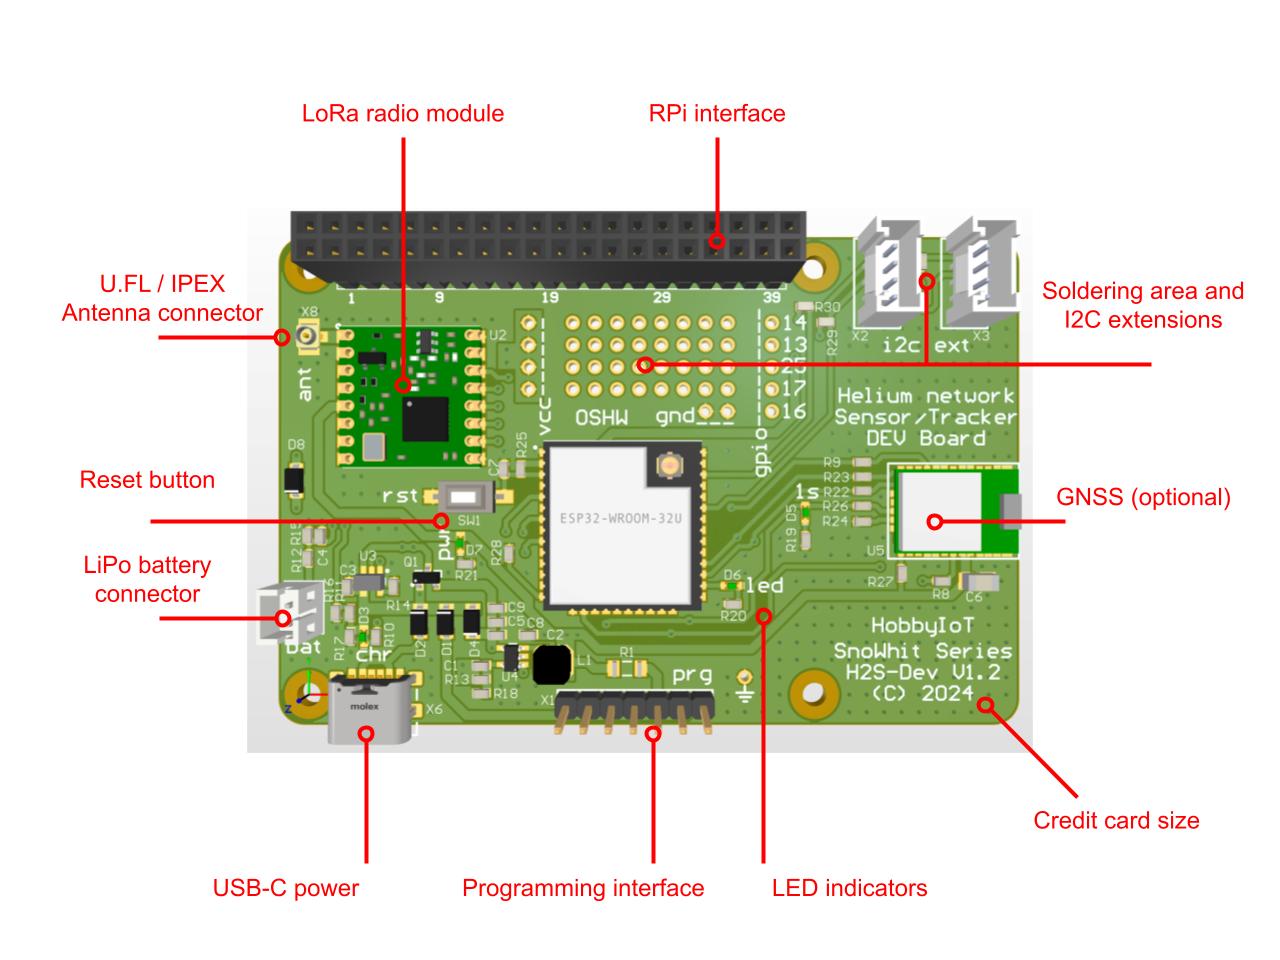 LoRa radio module
RPi interface
U.FL / IPEX
Antenna connector
Soldering area and
I2C extensions
Reset button
GNSS (optional)
LiPo battery
connector
Credit card size
USB-C power
Programming interface
LED indicators
1 9 19 29 39
X8
U2
ant
vcc
OSHW gnd
gpio
14
13
25
17
16
R30
R29
X2
X3
i2c ext
Helium network
Sensor/Tracker
DEV Board
D8
C7
R25
rst
SW1
pwr
D7
R21
R28
ESP32-WROOM-32U
R9
R23
R22
R26
R24
1s
D5
R19
U5
R27
R8
C6
R15
R12
C4
U3
C3
Q1
R16
R14
D3
R17
R10
D2
D1
D4
C9
C5
C8
C2
C1
R13
R18
U4
L1
D6
led
R20
bat
chr
molex
X6
Z
R1
X1
prg
HobbyIoT
SnoWhit Series
H2S-Dev V1.2
(C) 2024